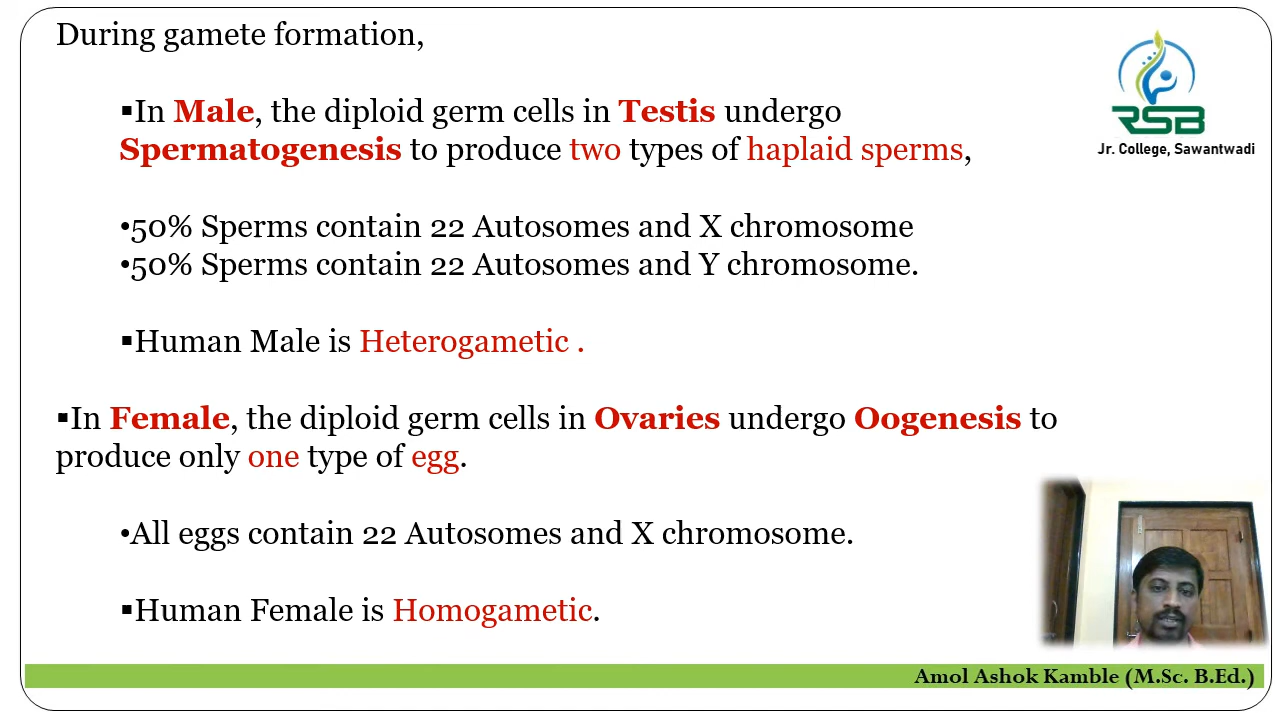 During gamete formation,
▪In Male, the diploid germ cells in Testis undergo
Spermatogenesis to produce two types of haplaid sperms,
•50% Sperms contain 22 Autosomes and X chromosome
•50% Sperms contain 22 Autosomes and Y chromosome.
▪Human Male is Heterogametic .
▪In Female, the diploid germ cells in Ovaries undergo Oogenesis to
produce only one type of egg.
•All eggs contain 22 Autosomes and X chromosome.
▪Human Female is Homogametic.
RSB
Jr. College, Sawantwadi
Amol Ashok Kamble (M.Sc. B.Ed.)